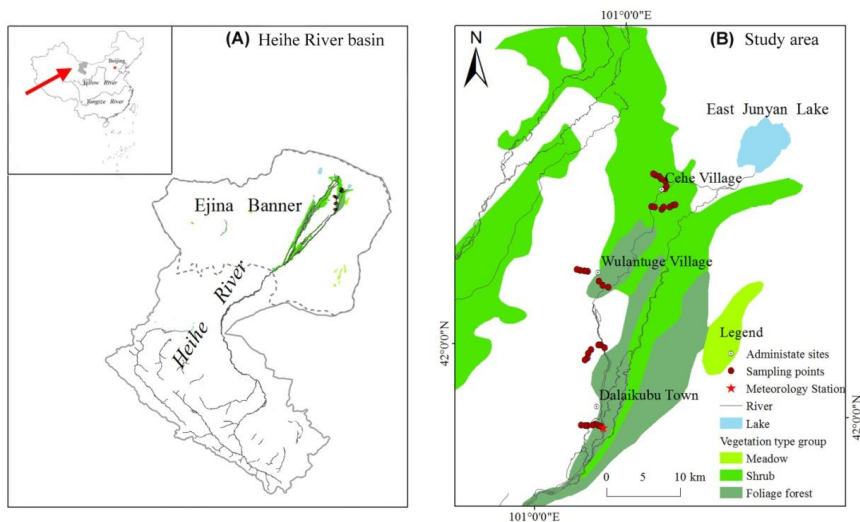 (A) Heihe River basin
Beijing
Yellow River
Yangtze River
Ejina Banner
Heihe River
101°0'0"E
N
(B) Study area
East Junyan Lake
Cehe Village
Wulantuge Village
42°0'0"N
Dalaikubu Town
Legend
Administate sites
Sampling points
Meteorology Station
River
Lake
Vegetation type group
Meadow
Shrub
Foliage forest
0 5 10 km
42°0'0"N
101°0'0"E